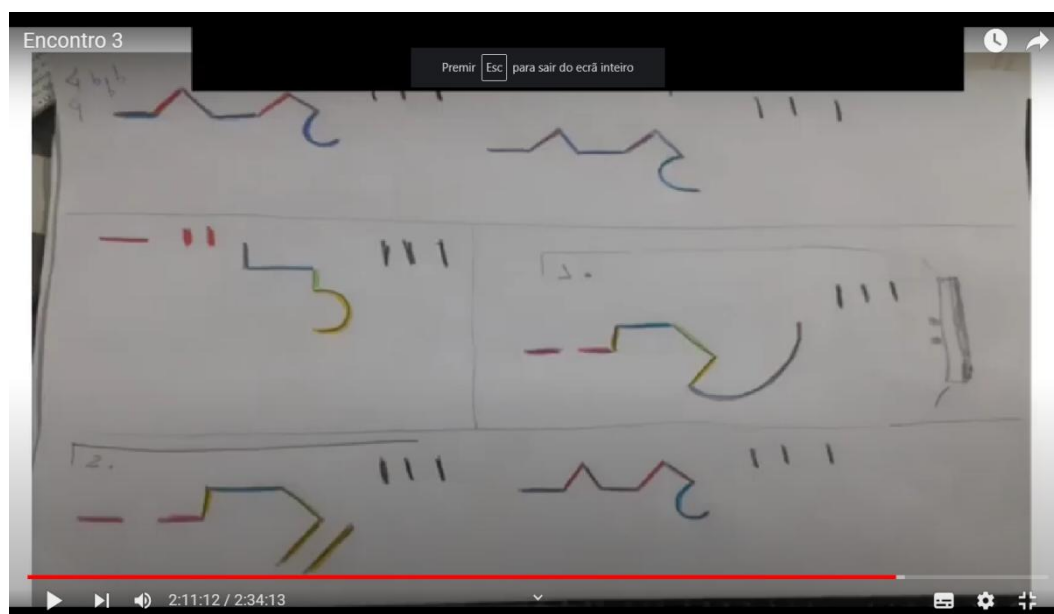 Encontro 3
Premir Esc para sair do ecrã inteiro
1.
2.
2:11:12 / 2:34:13